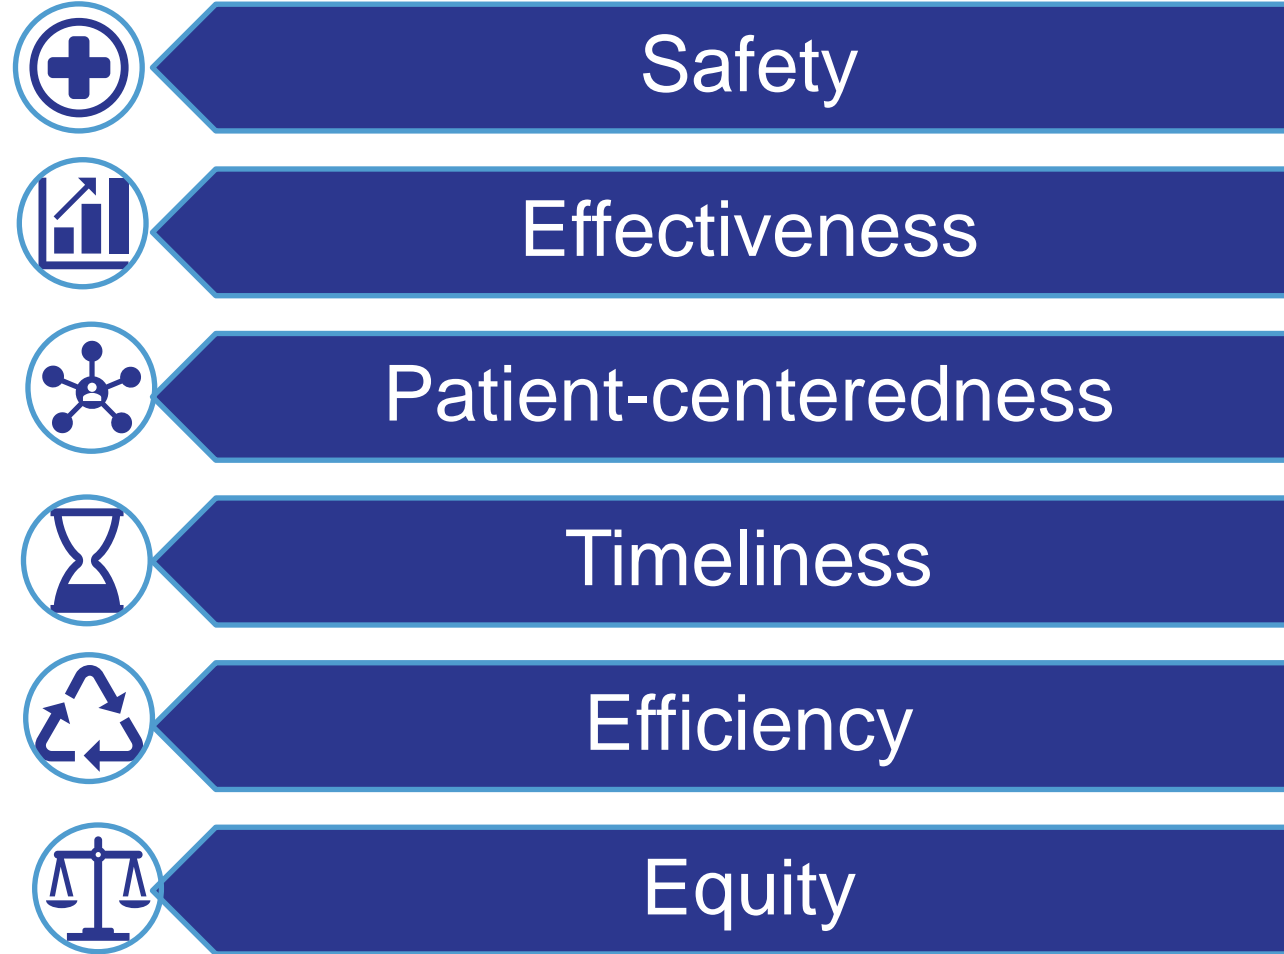 Safety
Effectiveness
Patient-centeredness
Timeliness
Efficiency
Equity